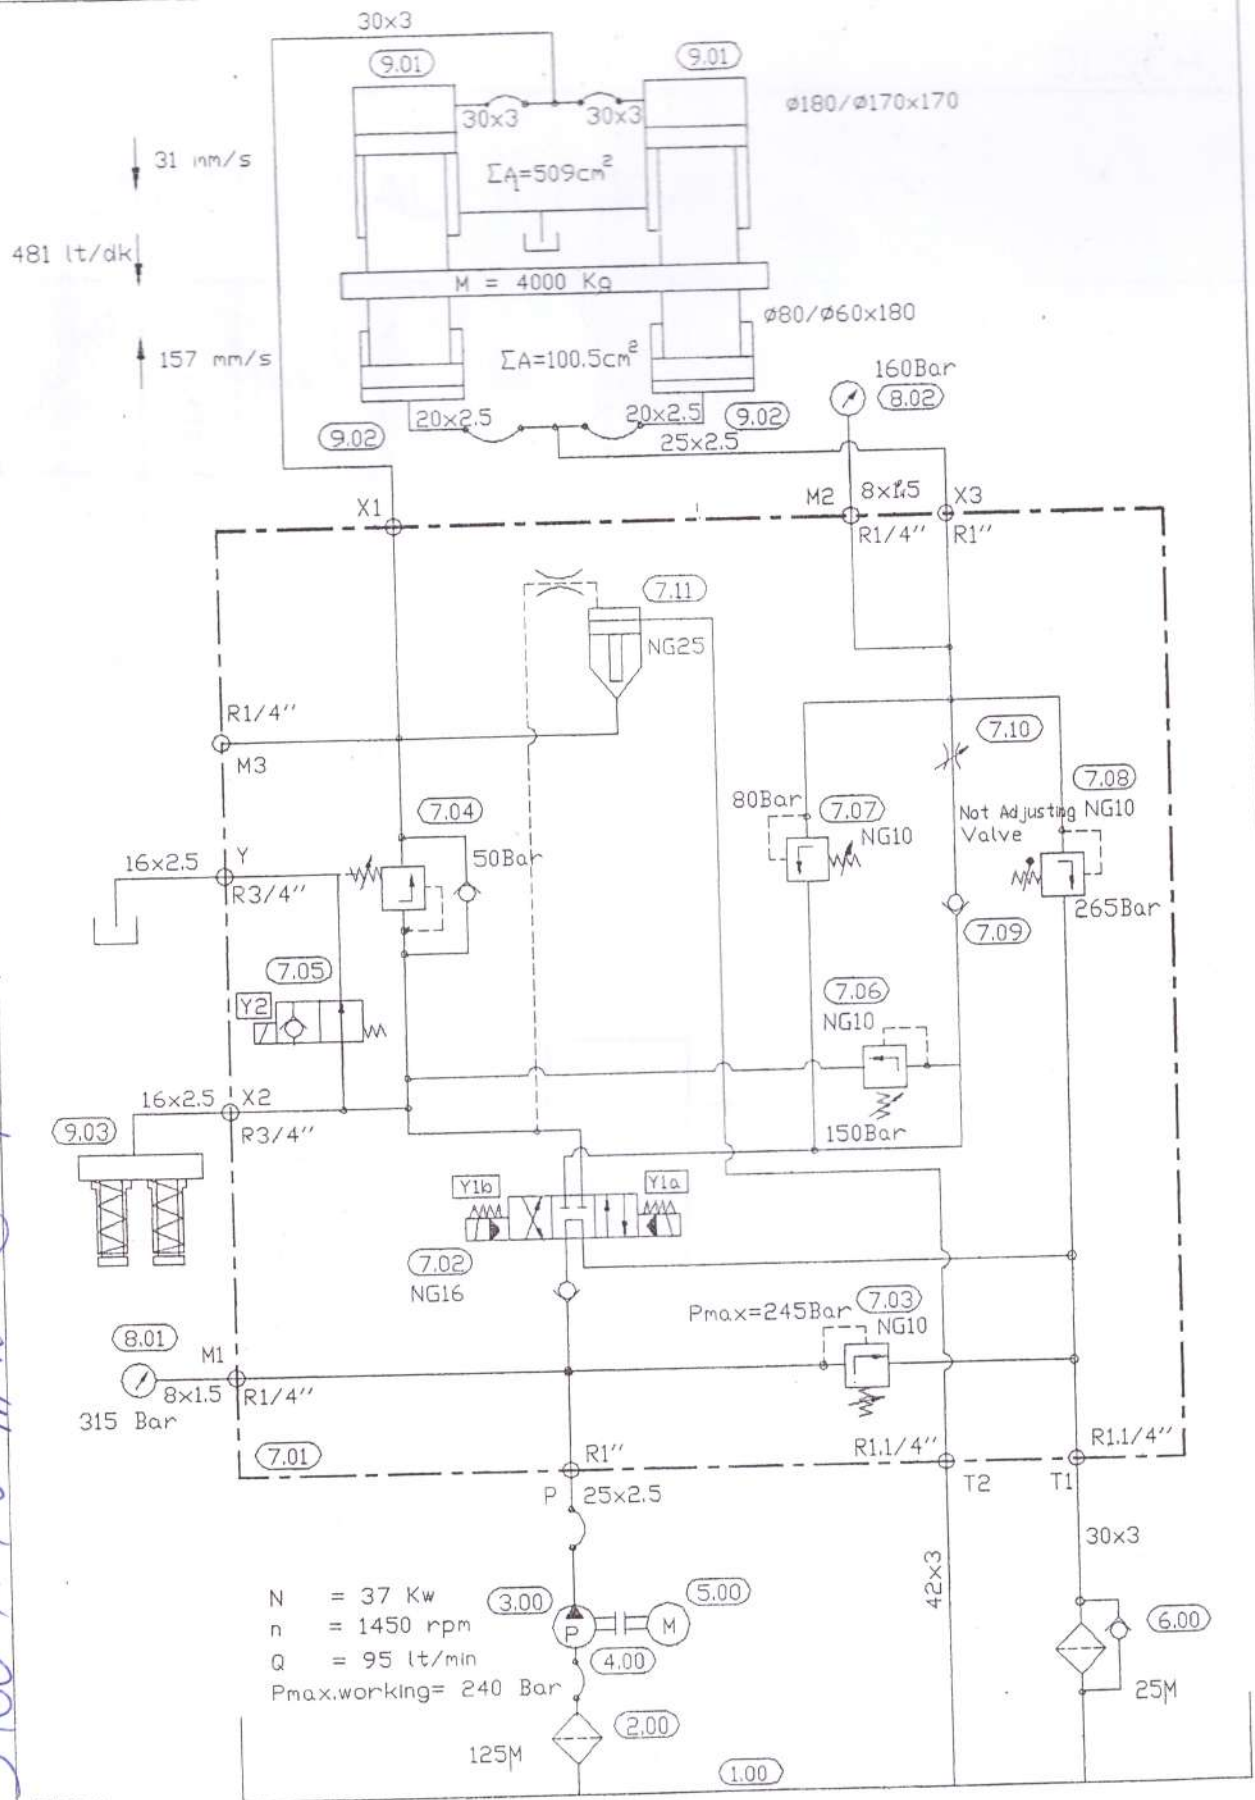 30x3
9.01
9.01
30x3
30x3
ø180/ø170x170
31 mm/s
ΣA=509cm²
481 lt/dk
M = 4000 Kg
ø80/ø60x180
157 mm/s
ΣA=100.5cm²
160Bar
8.02
20x2.5
20x2.5
9.02
9.02
25x2.5
X1
M2
8x1.5
X3
R1/4"
R1"
7.11
NG25
R1/4"
M3
7.10
7.08
7.04
80Bar
7.07
NG10
Not Adjusting
Valve
NG10
50Bar
16x2.5
Y
R3/4"
265Bar
7.09
7.05
Y2
7.06
NG10
16x2.5
X2
9.03
R3/4"
150Bar
Y1b
Y1a
7.02
NG16
Pmax=245Bar
7.03
NG10
8.01
M1
8x1.5
R1/4"
315 Bar
7.01
R1"
R1.1/4"
R1.1/4"
P
25x2.5
T2
T1
30x3
42x3
N = 37 Kw
n = 1450 rpm
Q = 95 lt/min
Pmax.working= 240 Bar
3.00
P
M
5.00
4.00
6.00
25M
2.00
125M
1.00